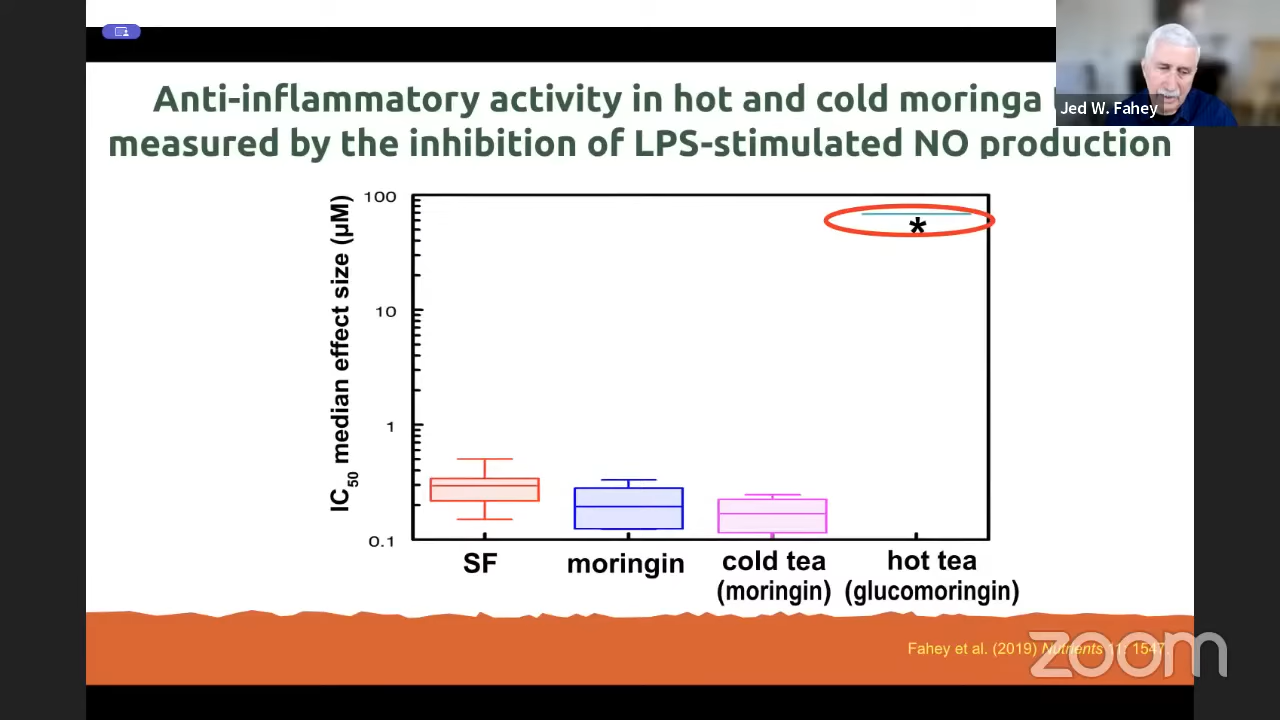 Anti-inflammatory activity in hot and cold moringa
measured by the inhibition of LPS-stimulated NO production
Jed W. Fahey
IC50 median effect size (µM)
100
10
1
0.1
*
SF
moringin
cold tea
(moringin)
hot tea
(glucomoringin)
Fahey et al. (2019) Nutrients 11: 1547.
zoom